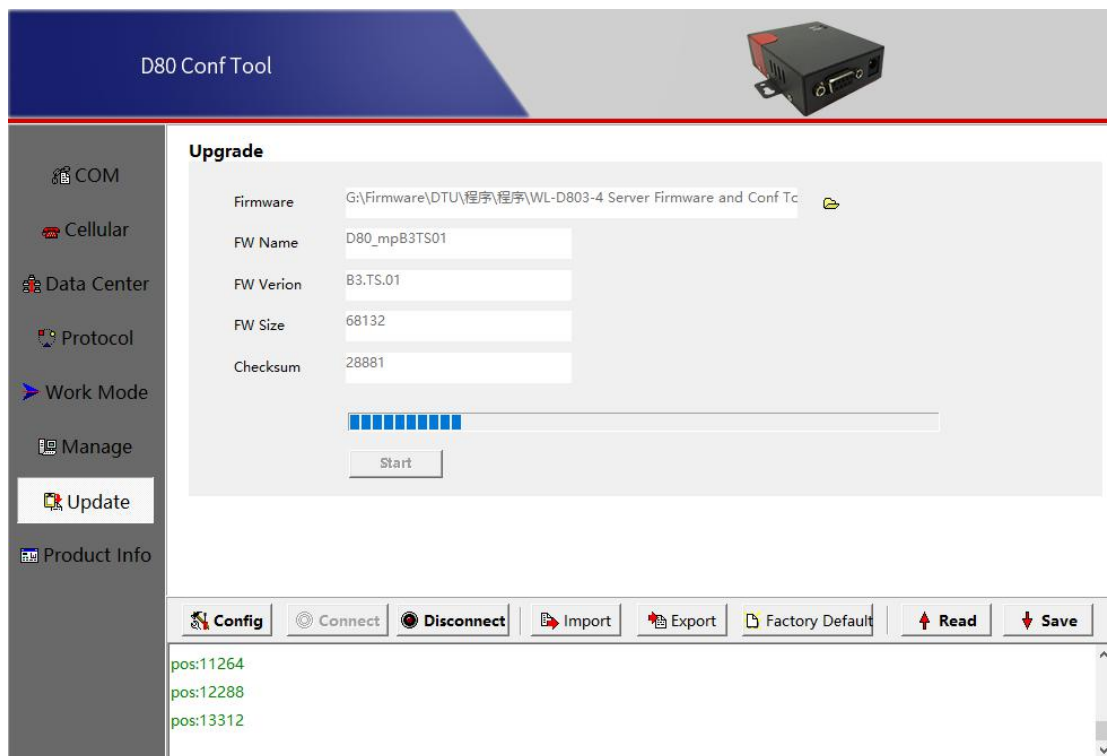 D80 Conf Tool
COM
Cellular
Data Center
Protocol
Work Mode
Manage
Update
Product Info
Upgrade
Firmware G:\Firmware\DTU\程序\程序\WL-D803-4 Server Firmware and Conf Tc
FW Name D80_mpB3TS01
FW Verion B3.TS.01
FW Size 68132
Checksum 28881
Start
Config Connect Disconnect Import Export Factory Default Read Save
pos:11264
pos:12288
pos:13312